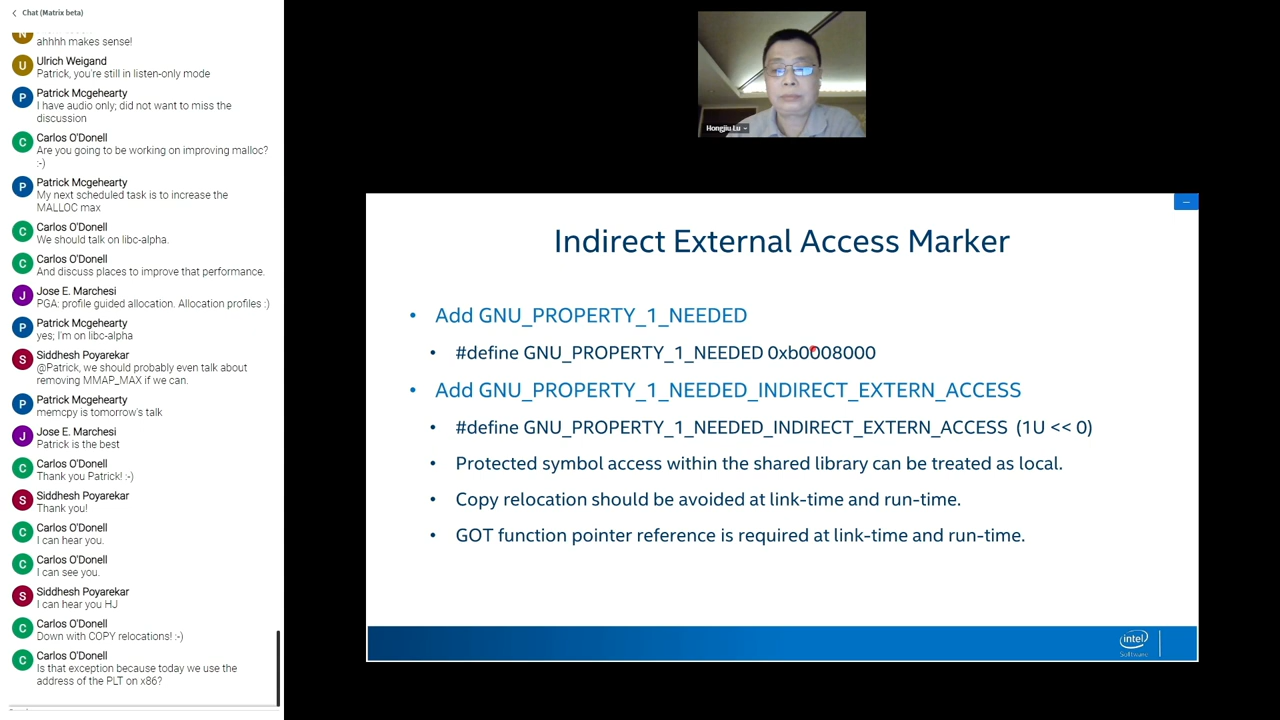 Chat (Matrix beta)
N
ahhhh makes sense!
U
Ulrich Weigand
Patrick, you're still in listen-only mode
P
Patrick Mcgehearty
I have audio only; did not want to miss the
discussion
C
Carlos O'Donell
Are you going to be working on improving malloc?
:-)
P
Patrick Mcgehearty
My next scheduled task is to increase the
MALLOC max
C
Carlos O'Donell
We should talk on libc-alpha.
C
Carlos O'Donell
And discuss places to improve that performance.
J
Jose E. Marchesi
PGA: profile guided allocation. Allocation profiles :)
P
Patrick Mcgehearty
yes; I'm on libc-alpha
S
Siddhesh Poyarekar
@Patrick, we should probably even talk about
removing MMAP_MAX if we can.
P
Patrick Mcgehearty
memcpy is tomorrow's talk
J
Jose E. Marchesi
Patrick is the best
C
Carlos O'Donell
Thank you Patrick! :-)
S
Siddhesh Poyarekar
Thank you!
C
Carlos O'Donell
I can hear you.
C
Carlos O'Donell
I can see you.
S
Siddhesh Poyarekar
I can hear you HJ
C
Carlos O'Donell
Down with COPY relocations! :-)
C
Carlos O'Donell
Is that exception because today we use the
address of the PLT on x86?
Hongjiu Lu
Indirect External Access Marker
• Add GNU_PROPERTY_1_NEEDED
• #define GNU_PROPERTY_1_NEEDED 0xb0008000
• Add GNU_PROPERTY_1_NEEDED_INDIRECT_EXTERN_ACCESS
• #define GNU_PROPERTY_1_NEEDED_INDIRECT_EXTERN_ACCESS (1U << 0)
• Protected symbol access within the shared library can be treated as local.
• Copy relocation should be avoided at link-time and run-time.
• GOT function pointer reference is required at link-time and run-time.
intel
Software